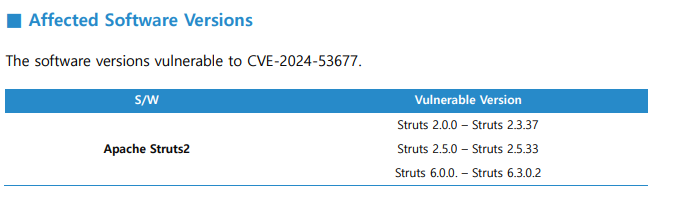 ■ Affected Software Versions
The software versions vulnerable to CVE-2024-53677.
S/W Vulnerable Version
Struts 2.0.0 – Struts 2.3.37
Apache Struts2 Struts 2.5.0 – Struts 2.5.33
Struts 6.0.0. – Struts 6.3.0.2